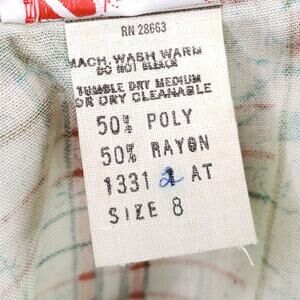 RN 28663
MACH. WASH WARM
DO NOT BLEACH
TUMBLE DRY MEDIUM
OR DRY CLEANABLE
50% POLY
50% RAYON
1331 2 AT
SIZE 8